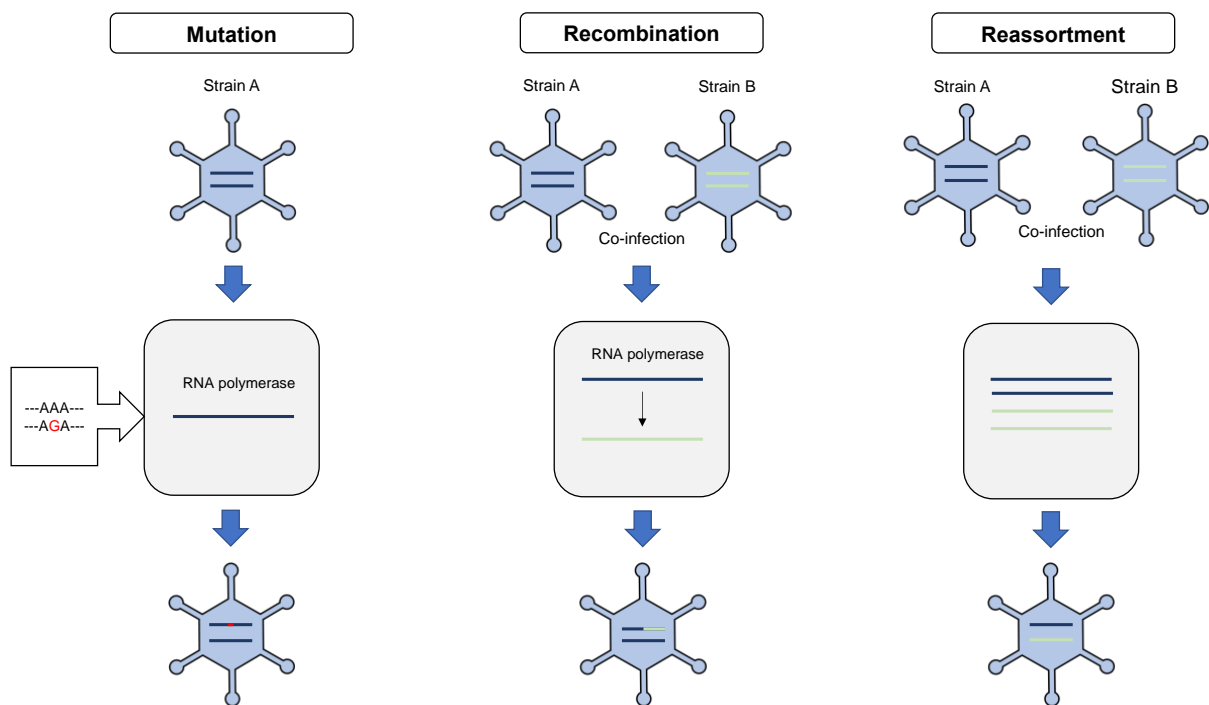 Mutation
Strain A
RNA polymerase
---AAA---
---AGA---
Recombination
Strain A
Strain B
Co-infection
RNA polymerase
Reassortment
Strain A
Strain B
Co-infection